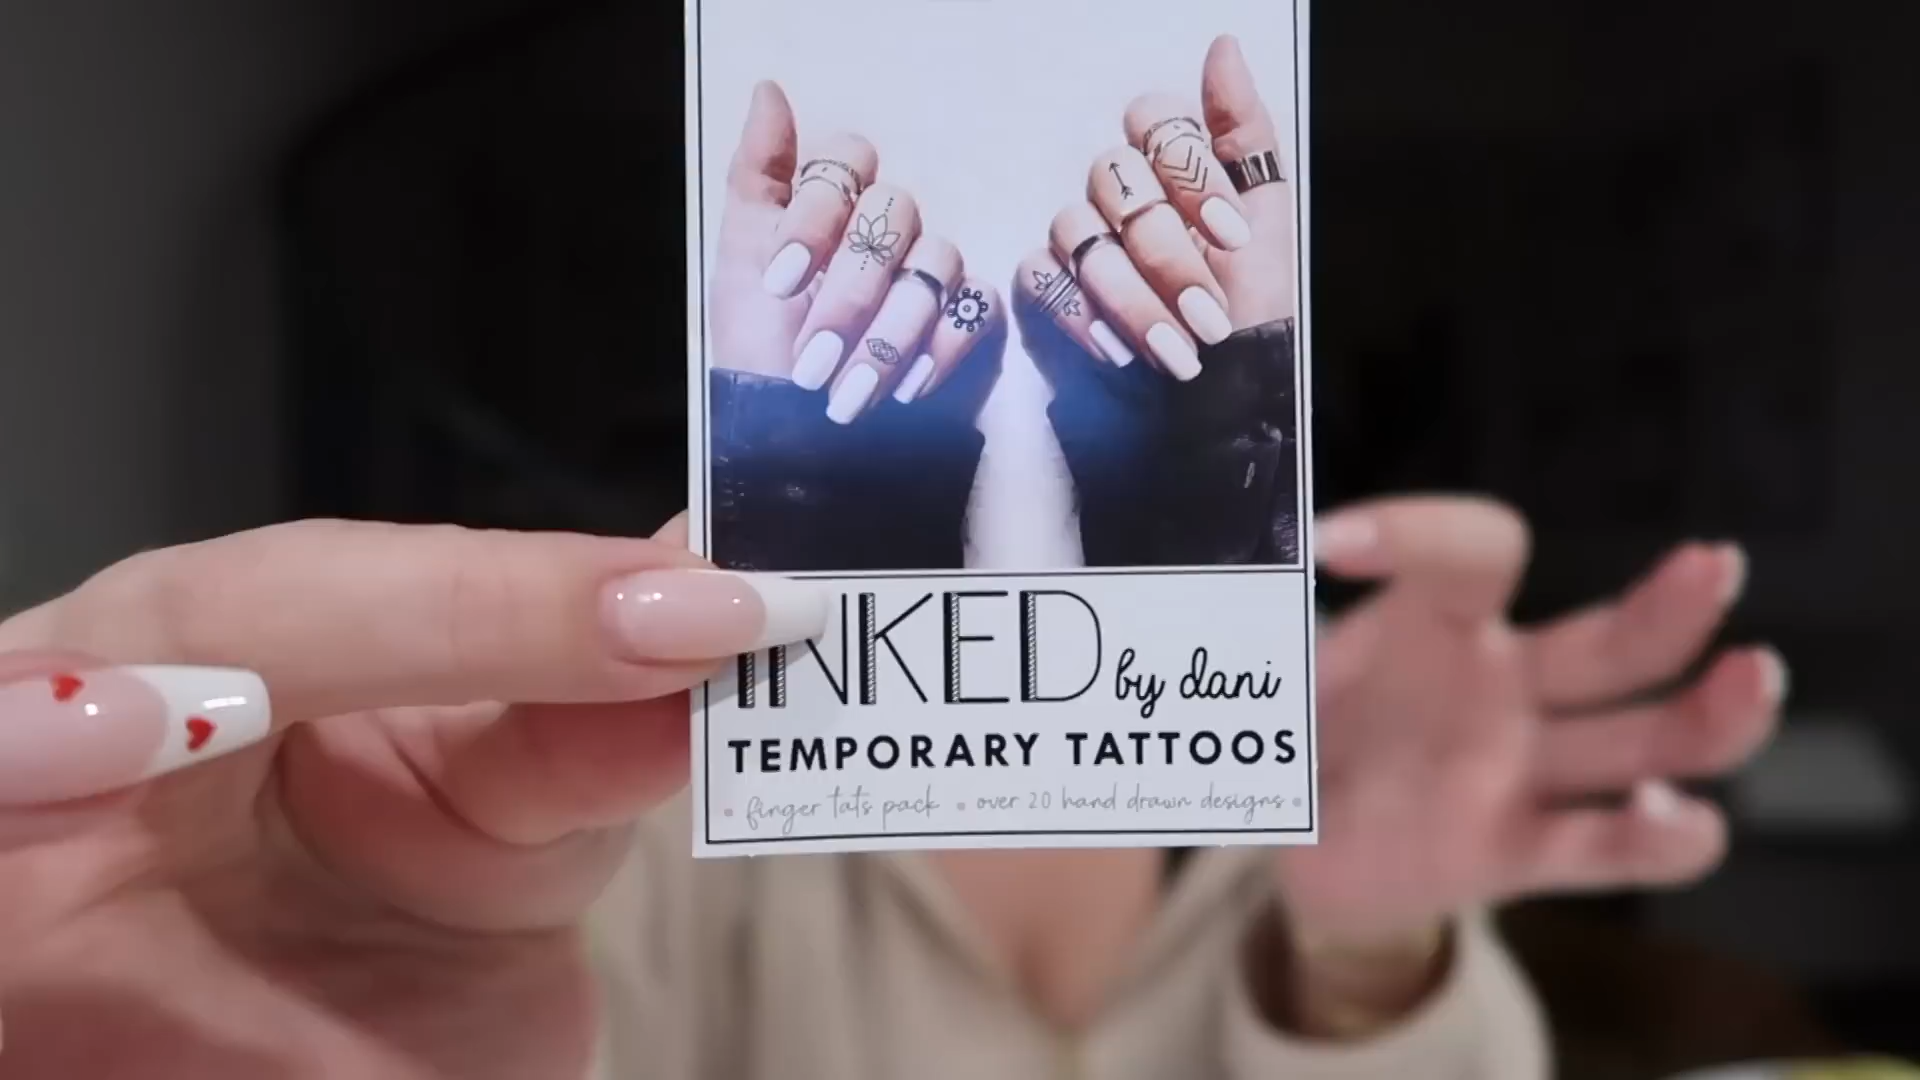 INKED by dani
TEMPORARY TATTOOS
• finger tats pack • over 20 hand drawn designs •